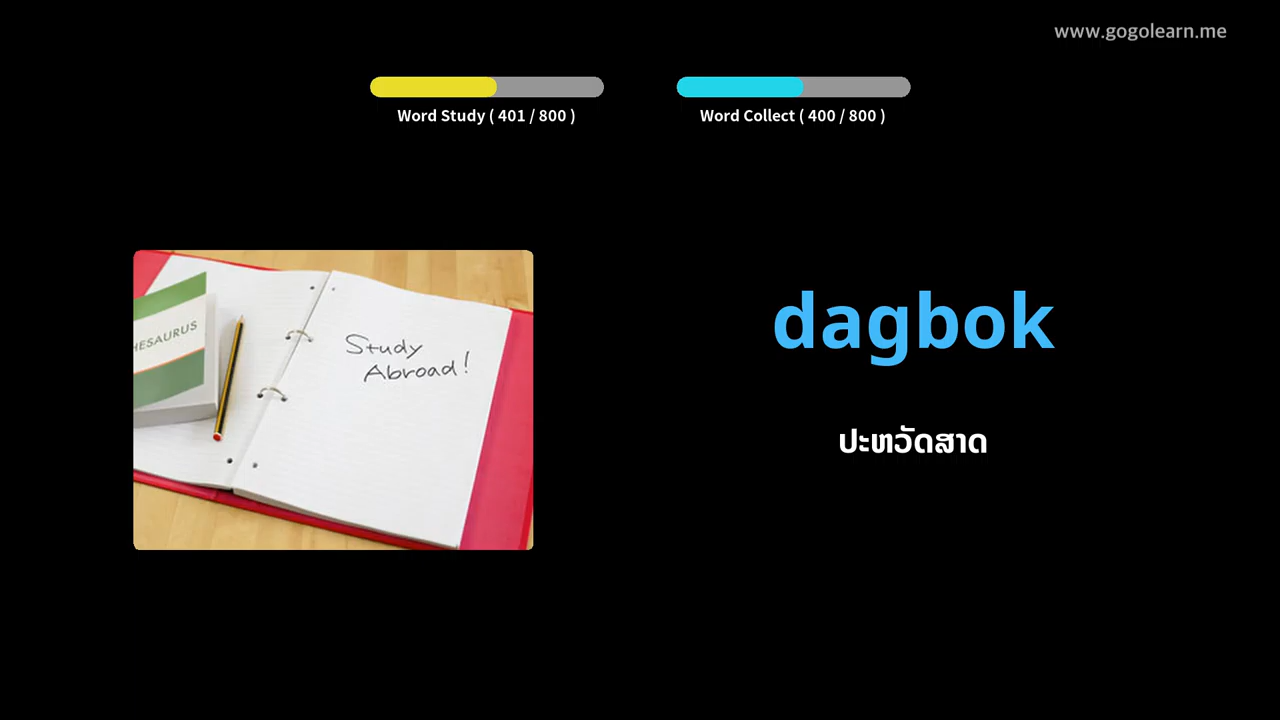 www.gogolearn.me
Word Study ( 401 / 800 )
Word Collect ( 400 / 800 )
HESAURUS
Study
Abroad!
dagbok
ປະຫວັດສາດ